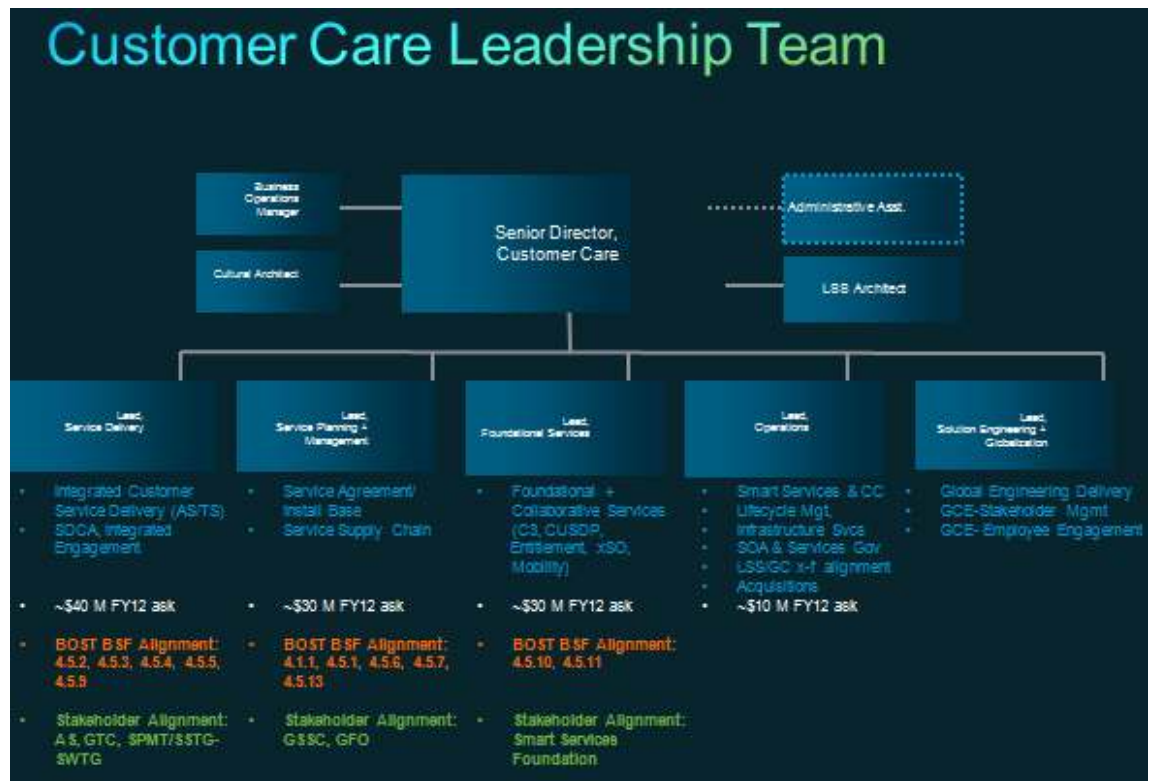 Customer Care Leadership Team
Business
Operations
Manager
Cultural Architect
Senior Director,
Customer Care
Administrative Asst.
LSS Architect
Lead,
Service Delivery
Lead,
Service Planning +
Management
Lead,
Foundational Services
Lead,
Operations
Lead,
Solution Engineering +
Globalization
• Integrated Customer
Service Delivery (AS/TS)
• SDCA, Integrated
Engagement
• ~$40 M FY12 ask
• BOST BSF Alignment:
4.5.2, 4.5.3, 4.5.4, 4.5.5,
4.5.9
• Stakeholder Alignment:
AS, GTC, SPMT/SSTG-
SWTG
• Service Agreement/
Install Base
• Service Supply Chain
• ~$30 M FY12 ask
• BOST BSF Alignment:
4.1.1, 4.5.1, 4.5.6, 4.5.7,
4.5.13
• Stakeholder Alignment:
GSSC, GFO
• Foundational +
Collaborative Services
(C3, CUSDP,
Entitlement, xSO,
Mobility)
• ~$30 M FY12 ask
• BOST BSF Alignment:
4.5.10, 4.5.11
• Stakeholder Alignment:
Smart Services
Foundation
• Smart Services & CC
• Lifecycle Mgt,
• Infrastructure Svcs
• SOA & Services Gov
• LSS/GC x-f alignment
• Acquisitions
• ~$10 M FY12 ask
• Global Engineering Delivery
• GCE-Stakeholder Mgmt
• GCE- Employee Engagement